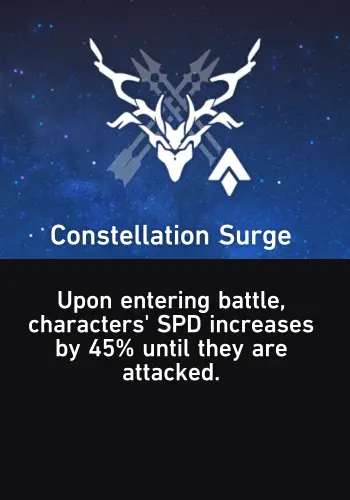 Constellation Surge
Upon entering battle,
characters' SPD increases
by 45% until they are
attacked.